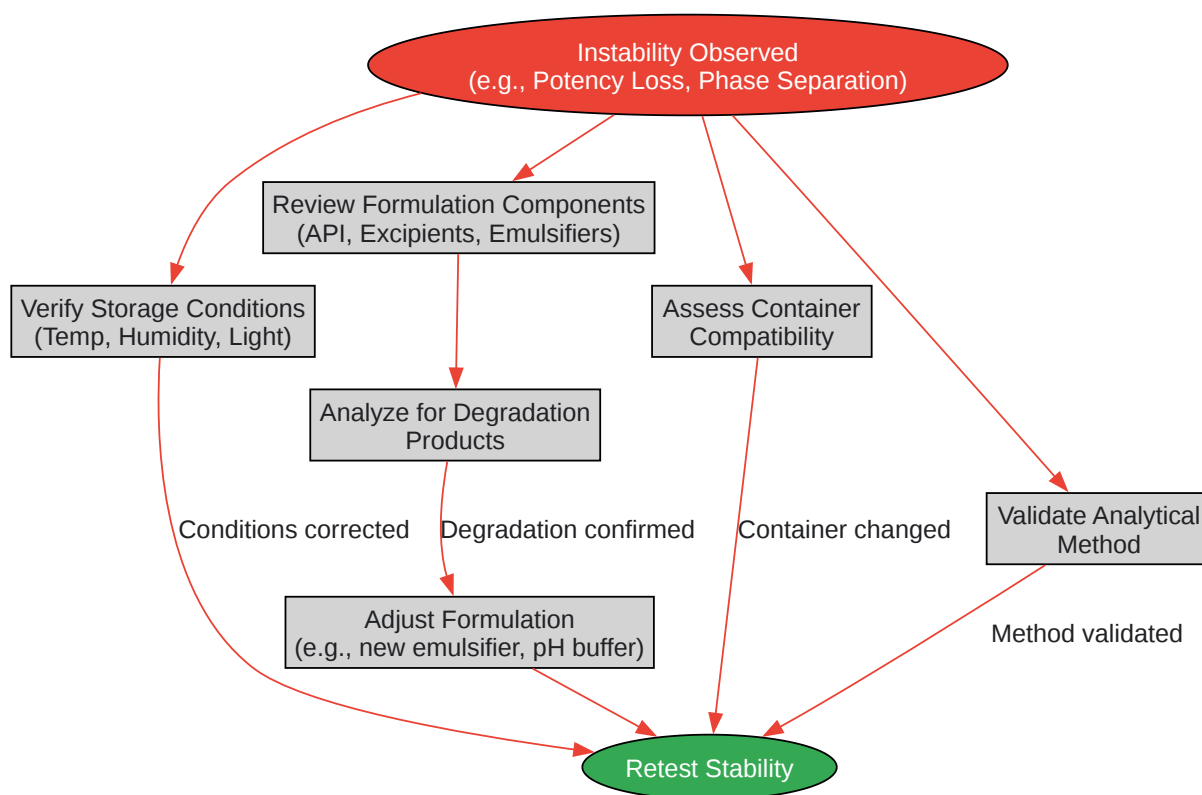 Instability Observed
(e.g., Potency Loss, Phase Separation)
Review Formulation Components
(API, Excipients, Emulsifiers)
Verify Storage Conditions
(Temp, Humidity, Light)
Assess Container
Compatibility
Analyze for Degradation
Products
Conditions corrected
Degradation confirmed
Container changed
Validate Analytical
Method
Adjust Formulation
(e.g., new emulsifier, pH buffer)
Method validated
Retest Stability